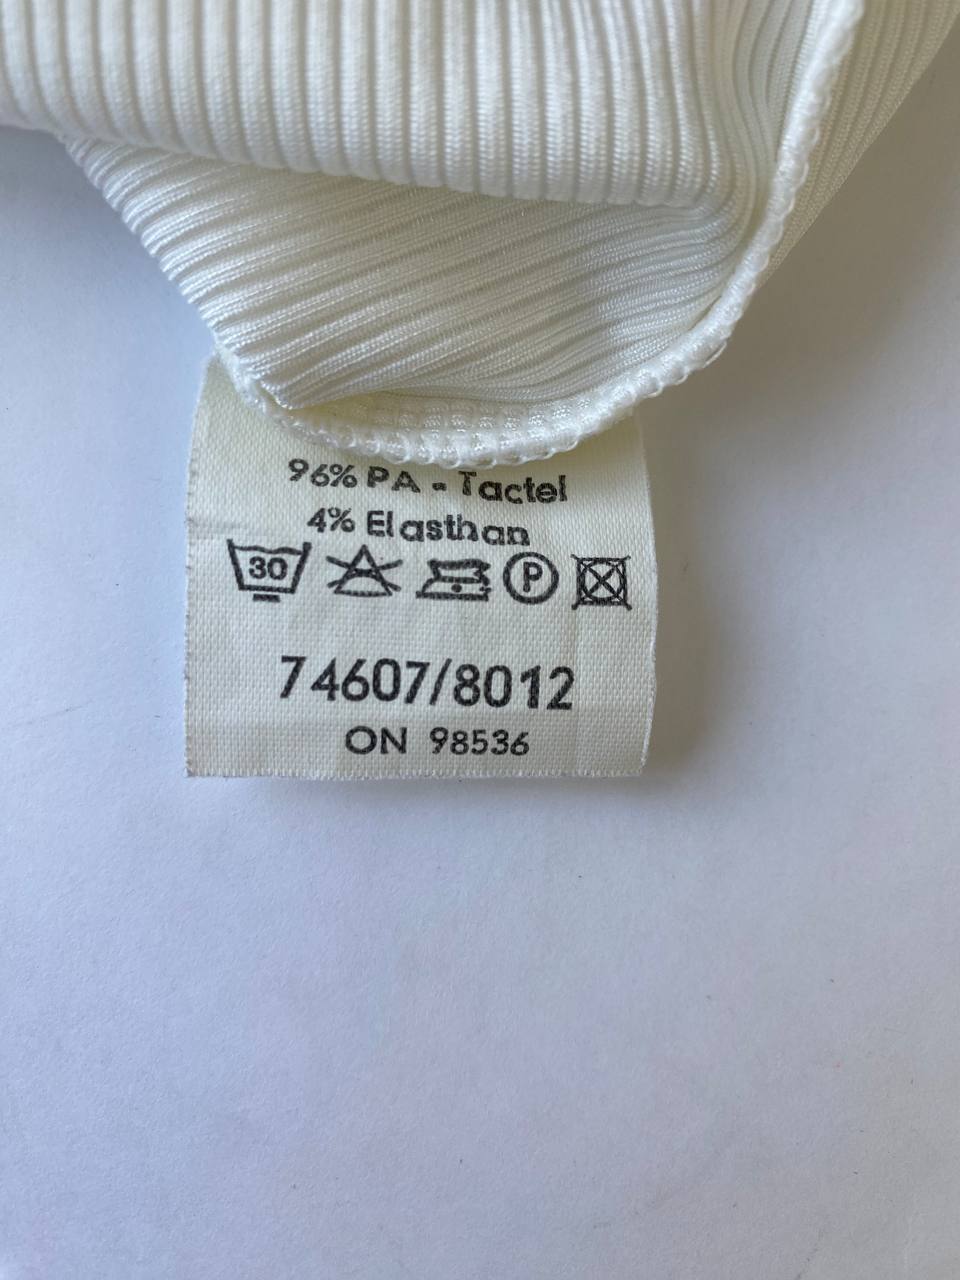 96% PA - Tactel
4% Elasthan
30 P
74607/8012
ON 98536